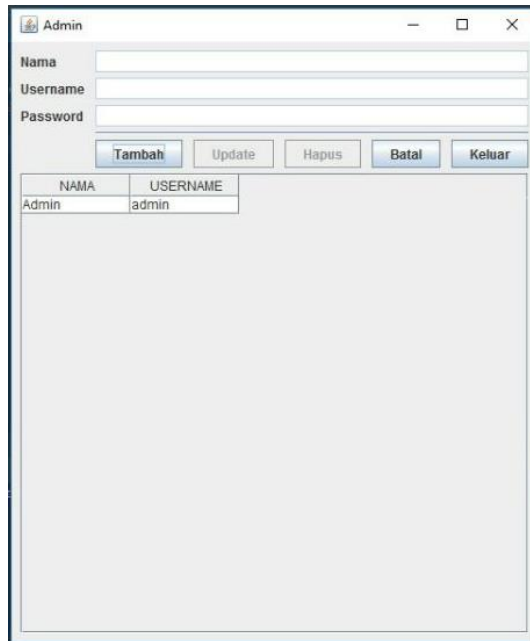 Admin
Nama
Username
Password
Tambah Update Hapus Batal Keluar
NAMA USERNAME
Admin admin